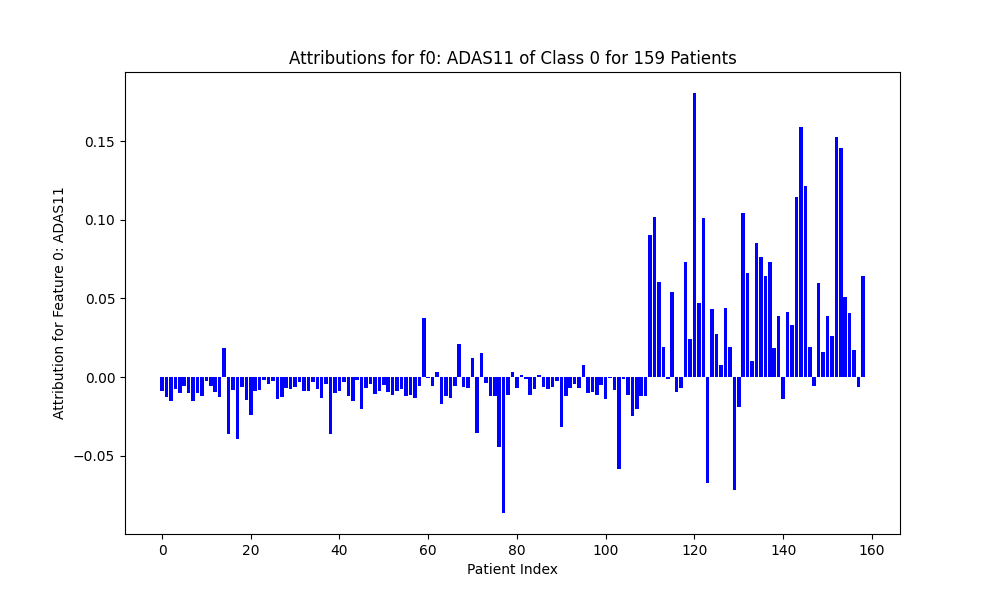 Attributions for f0: ADAS11 of Class 0 for 159 Patients
Attribution for Feature 0: ADAS11
0.15
0.10
0.05
0.00
−0.05
0 20 40 60 80 100 120 140 160
Patient Index